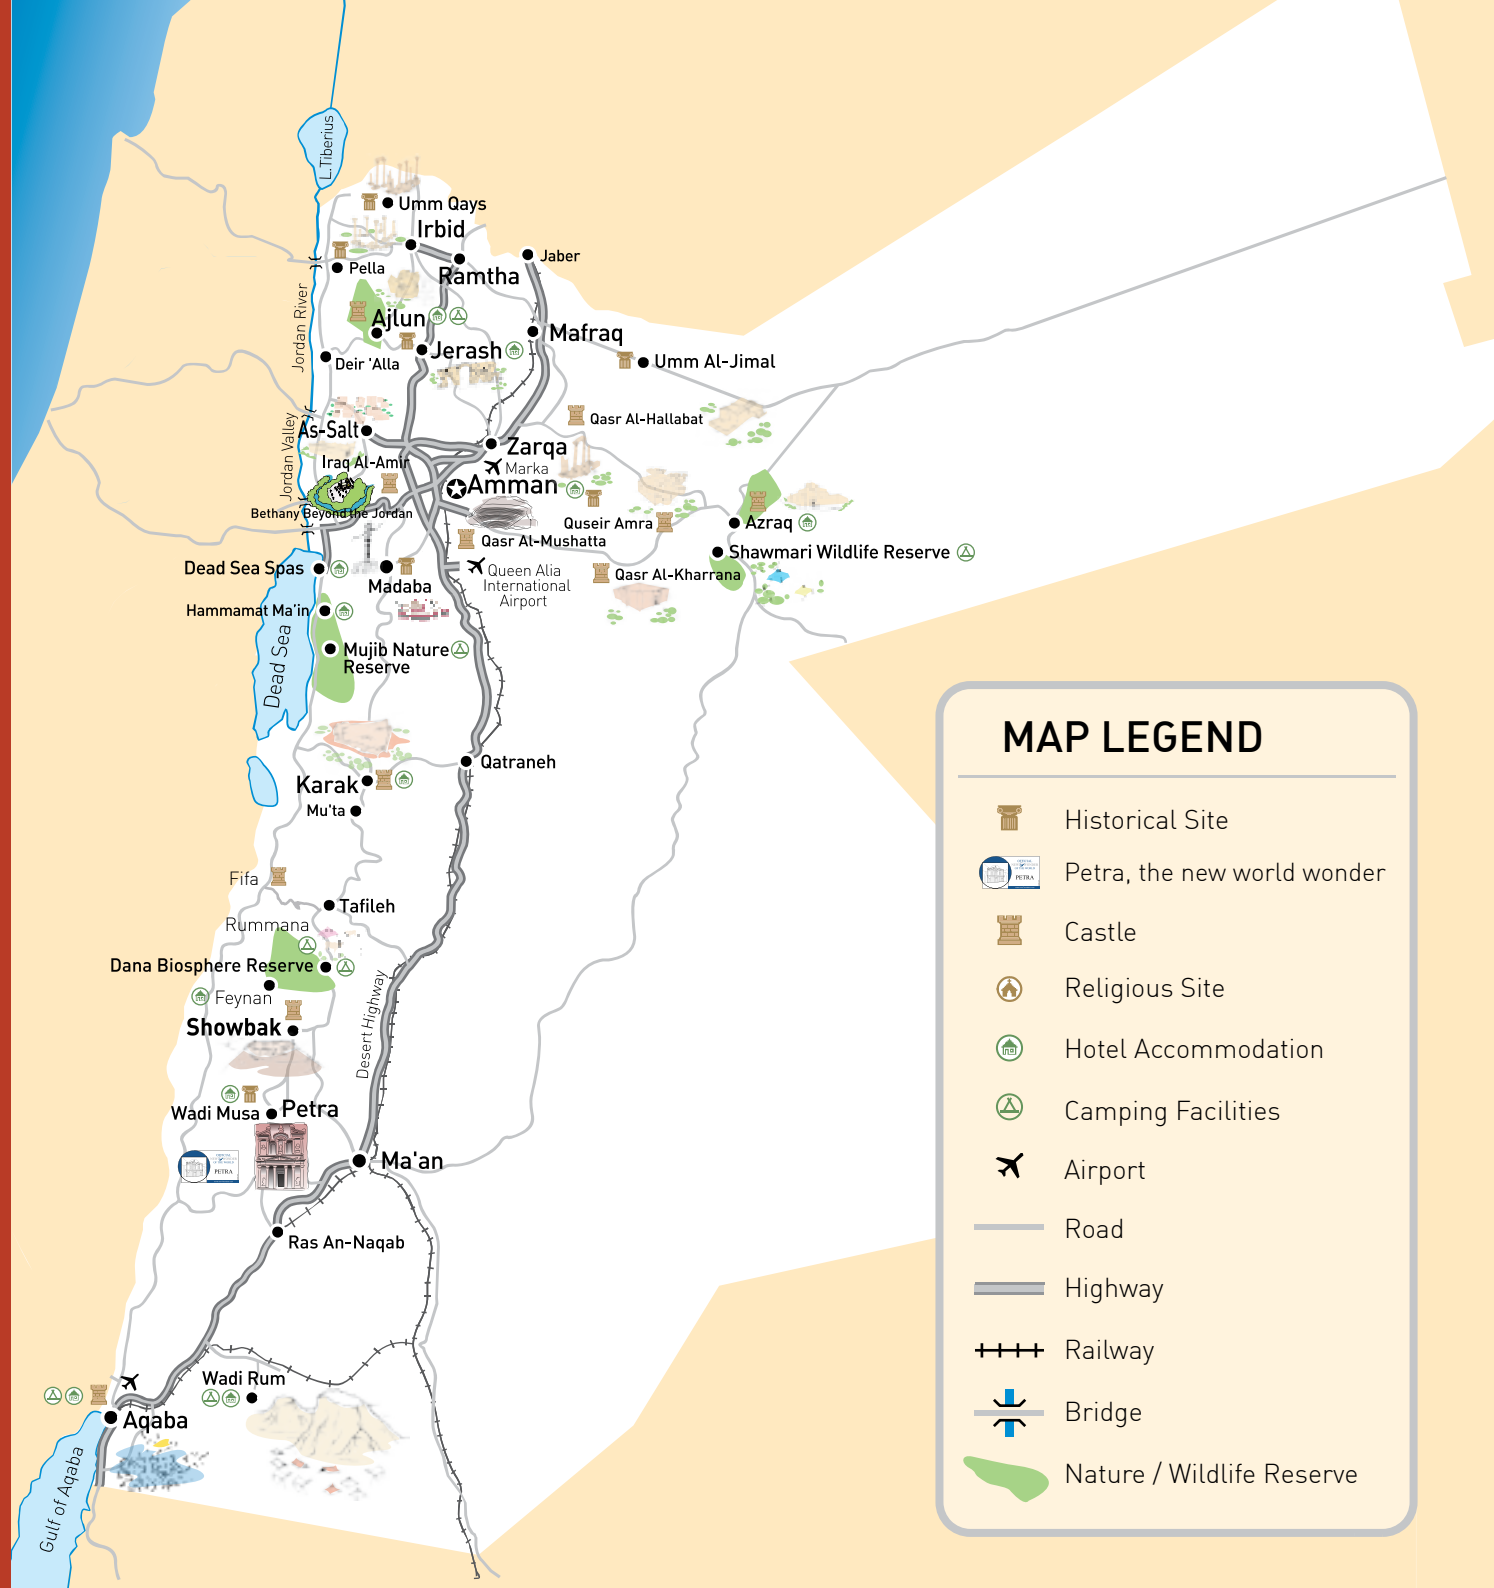 L.Tiberius
Umm Qays
Irbid
Ramtha
Jaber
Pella
Jordan River
Ajlun
Mafraq
Jerash
Deir 'Alla
Umm Al-Jimal
Qasr Al-Hallabat
Jordan Valley
As-Salt
Zarqa
Iraq Al-Amir
Marka
Amman
Bethany Beyond the Jordan
Quseir Amra
Azraq
Qasr Al-Mushatta
Shawmari Wildlife Reserve
Dead Sea Spas
Madaba
Queen Alia
International
Airport
Qasr Al-Kharrana
Hammamat Ma'in
Dead Sea
Mujib Nature
Reserve
Qatraneh
Karak
Mu'ta
Fifa
Tafileh
Rummana
Dana Biosphere Reserve
Feynan
Desert Highway
Showbak
Wadi Musa
Petra
PETRA
Ma'an
Ras An-Naqab
Wadi Rum
Aqaba
Gulf of Aqaba
MAP LEGEND
Historical Site
PETRA
Petra, the new world wonder
Castle
Religious Site
Hotel Accommodation
Camping Facilities
Airport
Road
Highway
Railway
Bridge
Nature / Wildlife Reserve